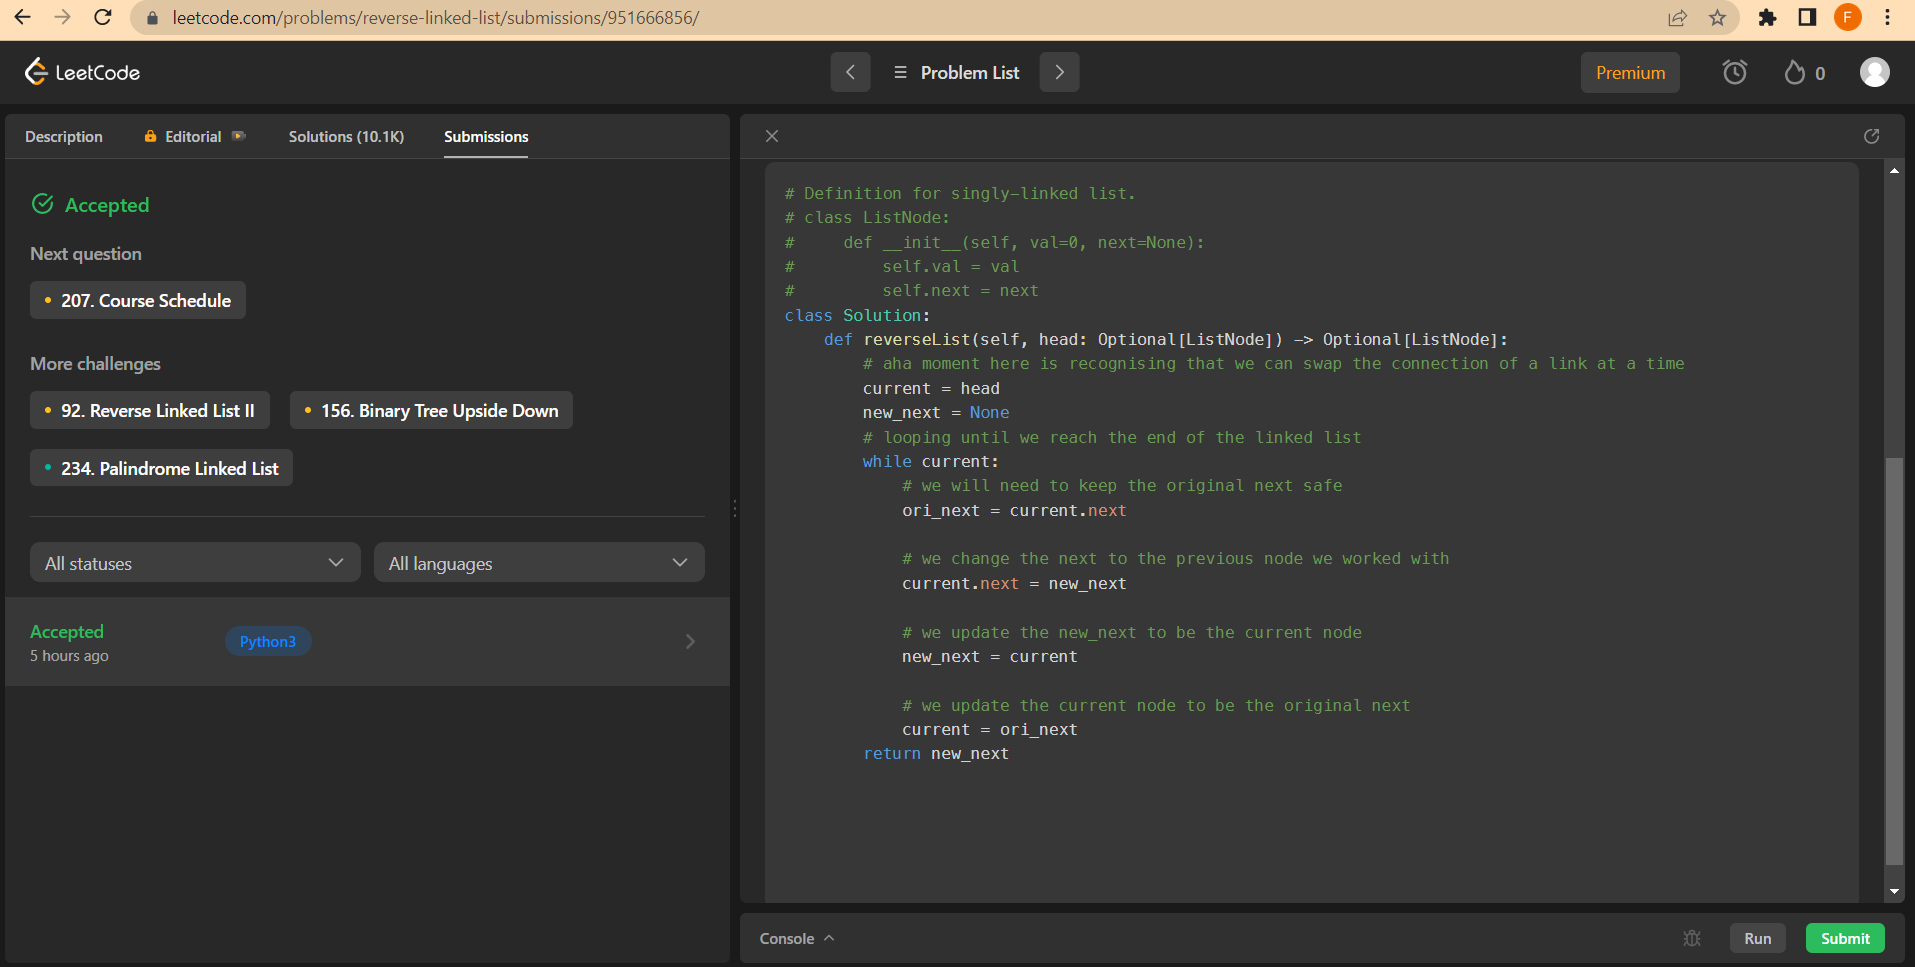 leetcode.com/problems/reverse-linked-list/submissions/951666856/
F
LeetCode
Problem List
Premium
0
Description
Editorial
Solutions (10.1K)
Submissions
Accepted
Next question
207. Course Schedule
More challenges
92. Reverse Linked List II
156. Binary Tree Upside Down
234. Palindrome Linked List
All statuses
All languages
Accepted
Python3
5 hours ago
# Definition for singly-linked list.
# class ListNode:
#     def __init__(self, val=0, next=None):
#         self.val = val
#         self.next = next
class Solution:
    def reverseList(self, head: Optional[ListNode]) -> Optional[ListNode]:
        # aha moment here is recognising that we can swap the connection of a link at a time
        current = head
        new_next = None
        # looping until we reach the end of the linked list
        while current:
            # we will need to keep the original next safe
            ori_next = current.next
            # we change the next to the previous node we worked with
            current.next = new_next
            # we update the new_next to be the current node
            new_next = current
            # we update the current node to be the original next
            current = ori_next
        return new_next
Console
Run
Submit